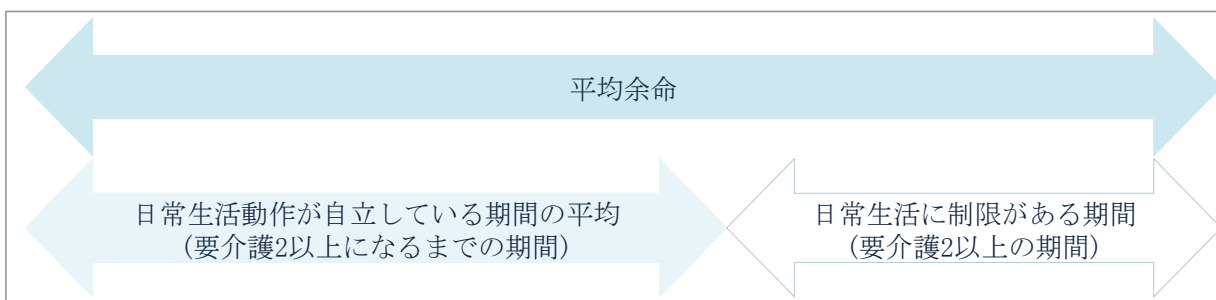 平均余命
日常生活動作が自立している期間の平均
(要介護2以上になるまでの期間)
日常生活に制限がある期間
(要介護2以上の期間)